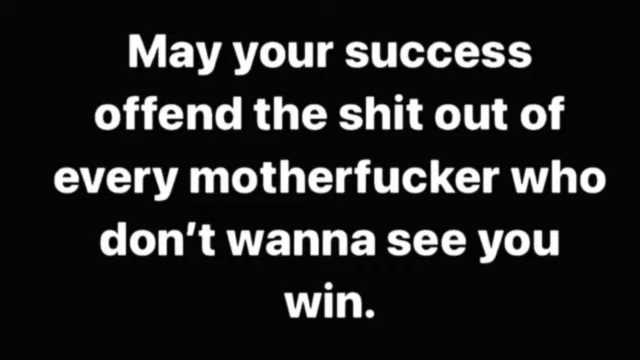 May your success
offend the shit out of
every motherfucker who
don't wanna see you
win.